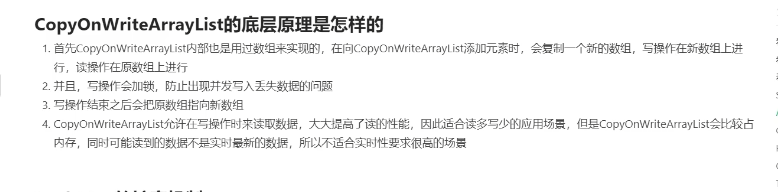 CopyOnWriteArrayList的底层原理是怎样的
1. 首先CopyOnWriteArrayList内部也是用过数组来实现的，在向CopyOnWriteArrayList添加元素时，会复制一个新的数组，写操作在新数组上进
行，读操作在原数组上进行
2. 并且，写操作会加锁，防止出现并发写入丢失数据的问题
3. 写操作结束之后会把原数组指向新数组
4. CopyOnWriteArrayList允许在写操作时来读取数据，大大提高了读的性能，因此适合读多写少的应用场景，但是CopyOnWriteArrayList会比较占
内存，同时可能读到的数据不是实时最新的数据，所以不适合实时性要求很高的场景